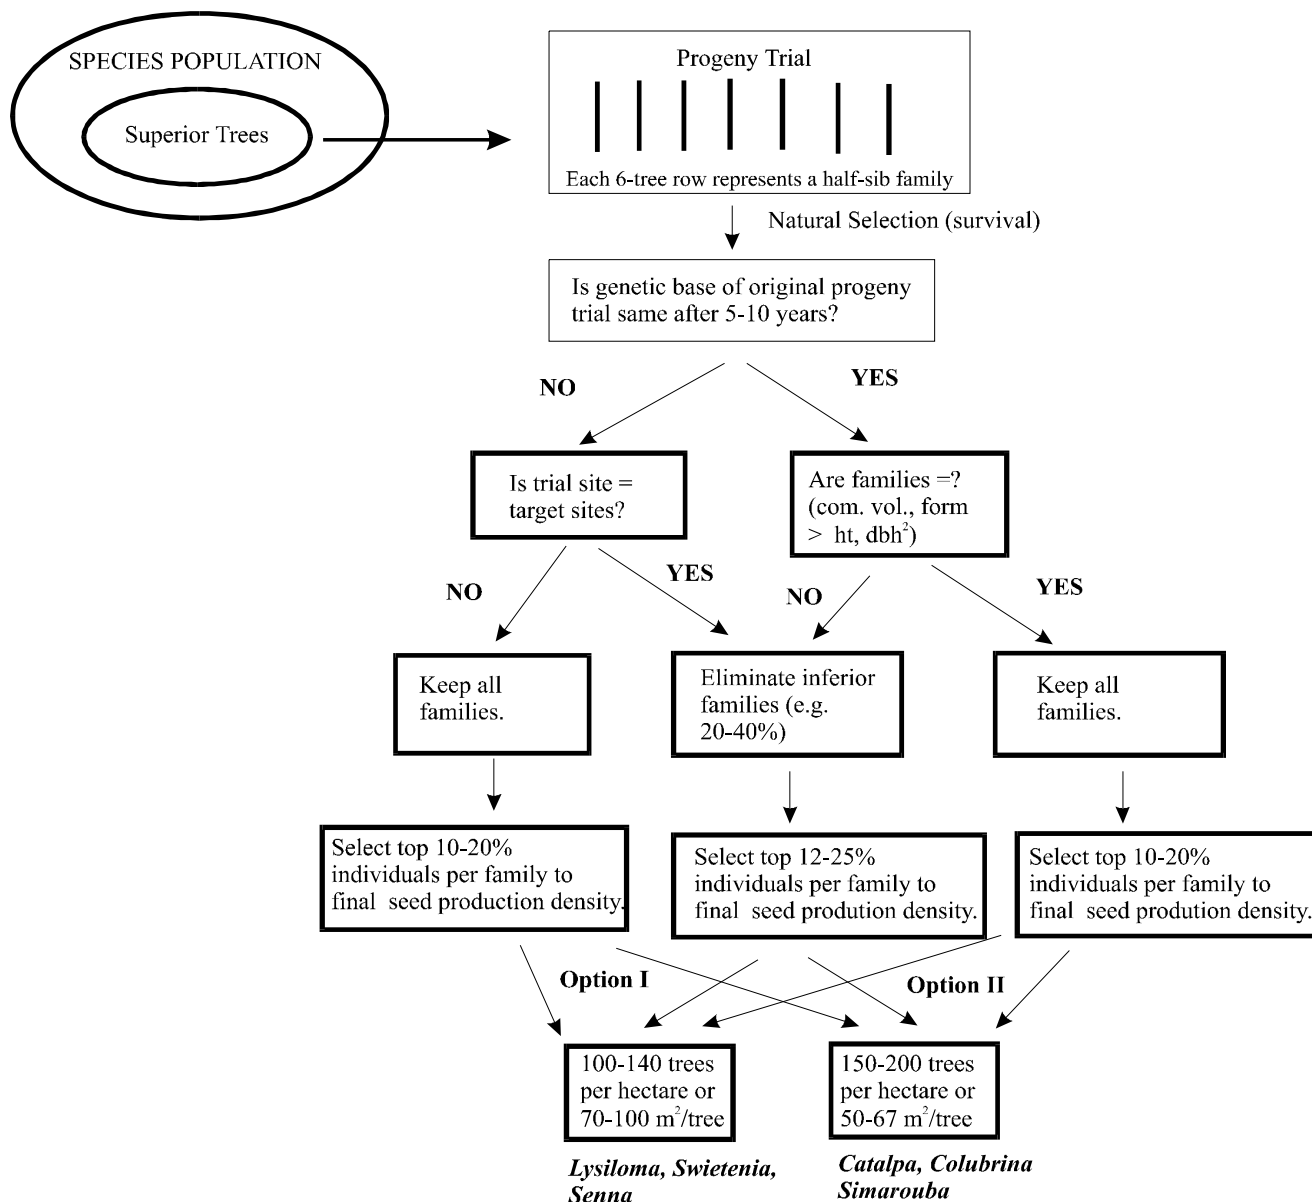 SPECIES POPULATION
Superior Trees
Progeny Trial
Each 6-tree row represents a half-sib family
Natural Selection (survival)
Is genetic base of original progeny
trial same after 5-10 years?
NO
YES
Is trial site =
target sites?
Are families =?
(com. vol., form
> ht, dbh²)
NO
YES
NO
YES
Keep all
families.
Eliminate inferior
families (e.g.
20-40%)
Keep all
families.
Select top 10-20%
individuals per family to
final seed production density.
Select top 12-25%
individuals per family to
final seed prodution density.
Select top 10-20%
individuals per family to
final seed prodution density.
Option I
Option II
100-140 trees
per hectare or
70-100 m²/tree
150-200 trees
per hectare or
50-67 m²/tree
Lysiloma, Swietenia,
Senna
Catalpa, Colubrina
Simarouba